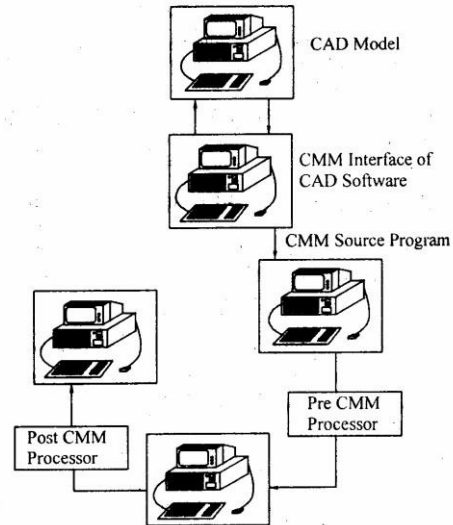 CAD Model
CMM Interface of
CAD Software
CMM Source Program
Pre CMM
Processor
Post CMM
Processor